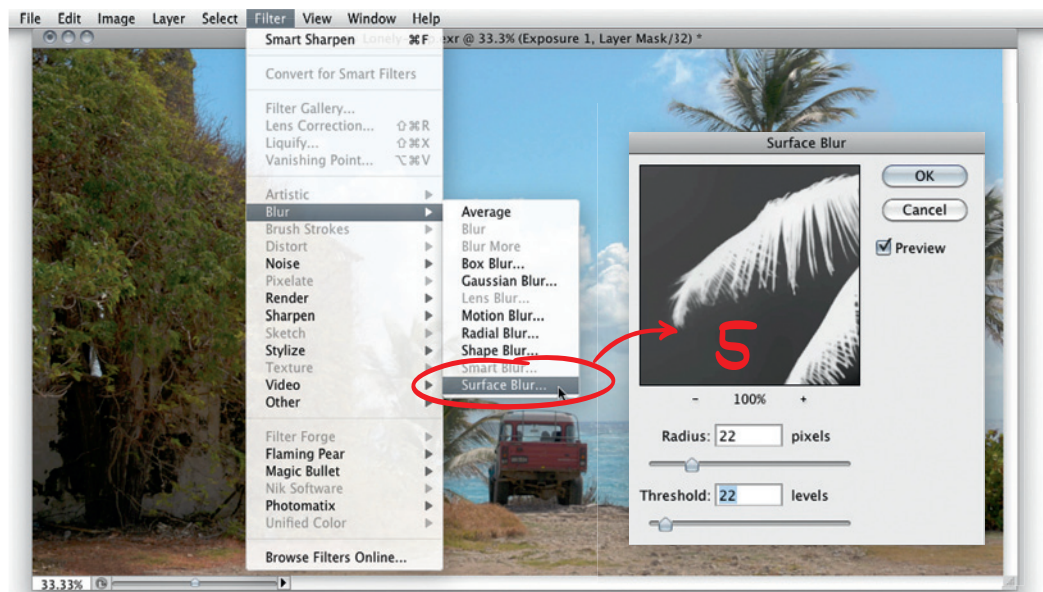 File Edit Image Layer Select Filter View Window Help
exr @ 33.3% (Exposure 1, Layer Mask/32) *
Smart Sharpen ⌘F
Convert for Smart Filters
Filter Gallery...
Lens Correction... ⇧⌘R
Liquify... ⇧⌘X
Vanishing Point... ⌥⌘V
Artistic
Blur
Brush Strokes
Distort
Noise
Pixelate
Render
Sharpen
Sketch
Stylize
Texture
Video
Other
Filter Forge
Flaming Pear
Magic Bullet
Nik Software
Photomatix
Unified Color
Browse Filters Online...
Average
Blur
Blur More
Box Blur...
Gaussian Blur...
Lens Blur...
Motion Blur...
Radial Blur...
Shape Blur...
Smart Blur...
Surface Blur...
Surface Blur
OK
Cancel
Preview
5
- 100% +
Radius: 22 pixels
Threshold: 22 levels
33.33%